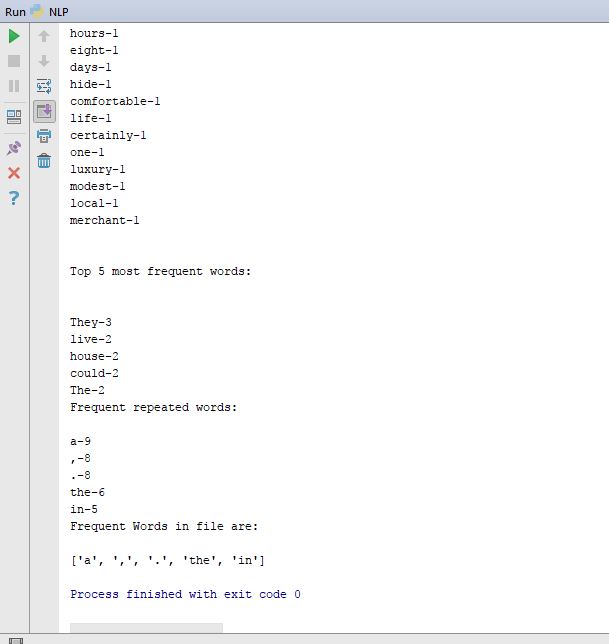 Run NLP
hours-1
eight-1
days-1
hide-1
comfortable-1
life-1
certainly-1
one-1
luxury-1
modest-1
local-1
merchant-1
Top 5 most frequent words:
They-3
live-2
house-2
could-2
The-2
Frequent repeated words:
a-9
,-8
.-8
the-6
in-5
Frequent Words in file are:
['a', ',', '.', 'the', 'in']
Process finished with exit code 0